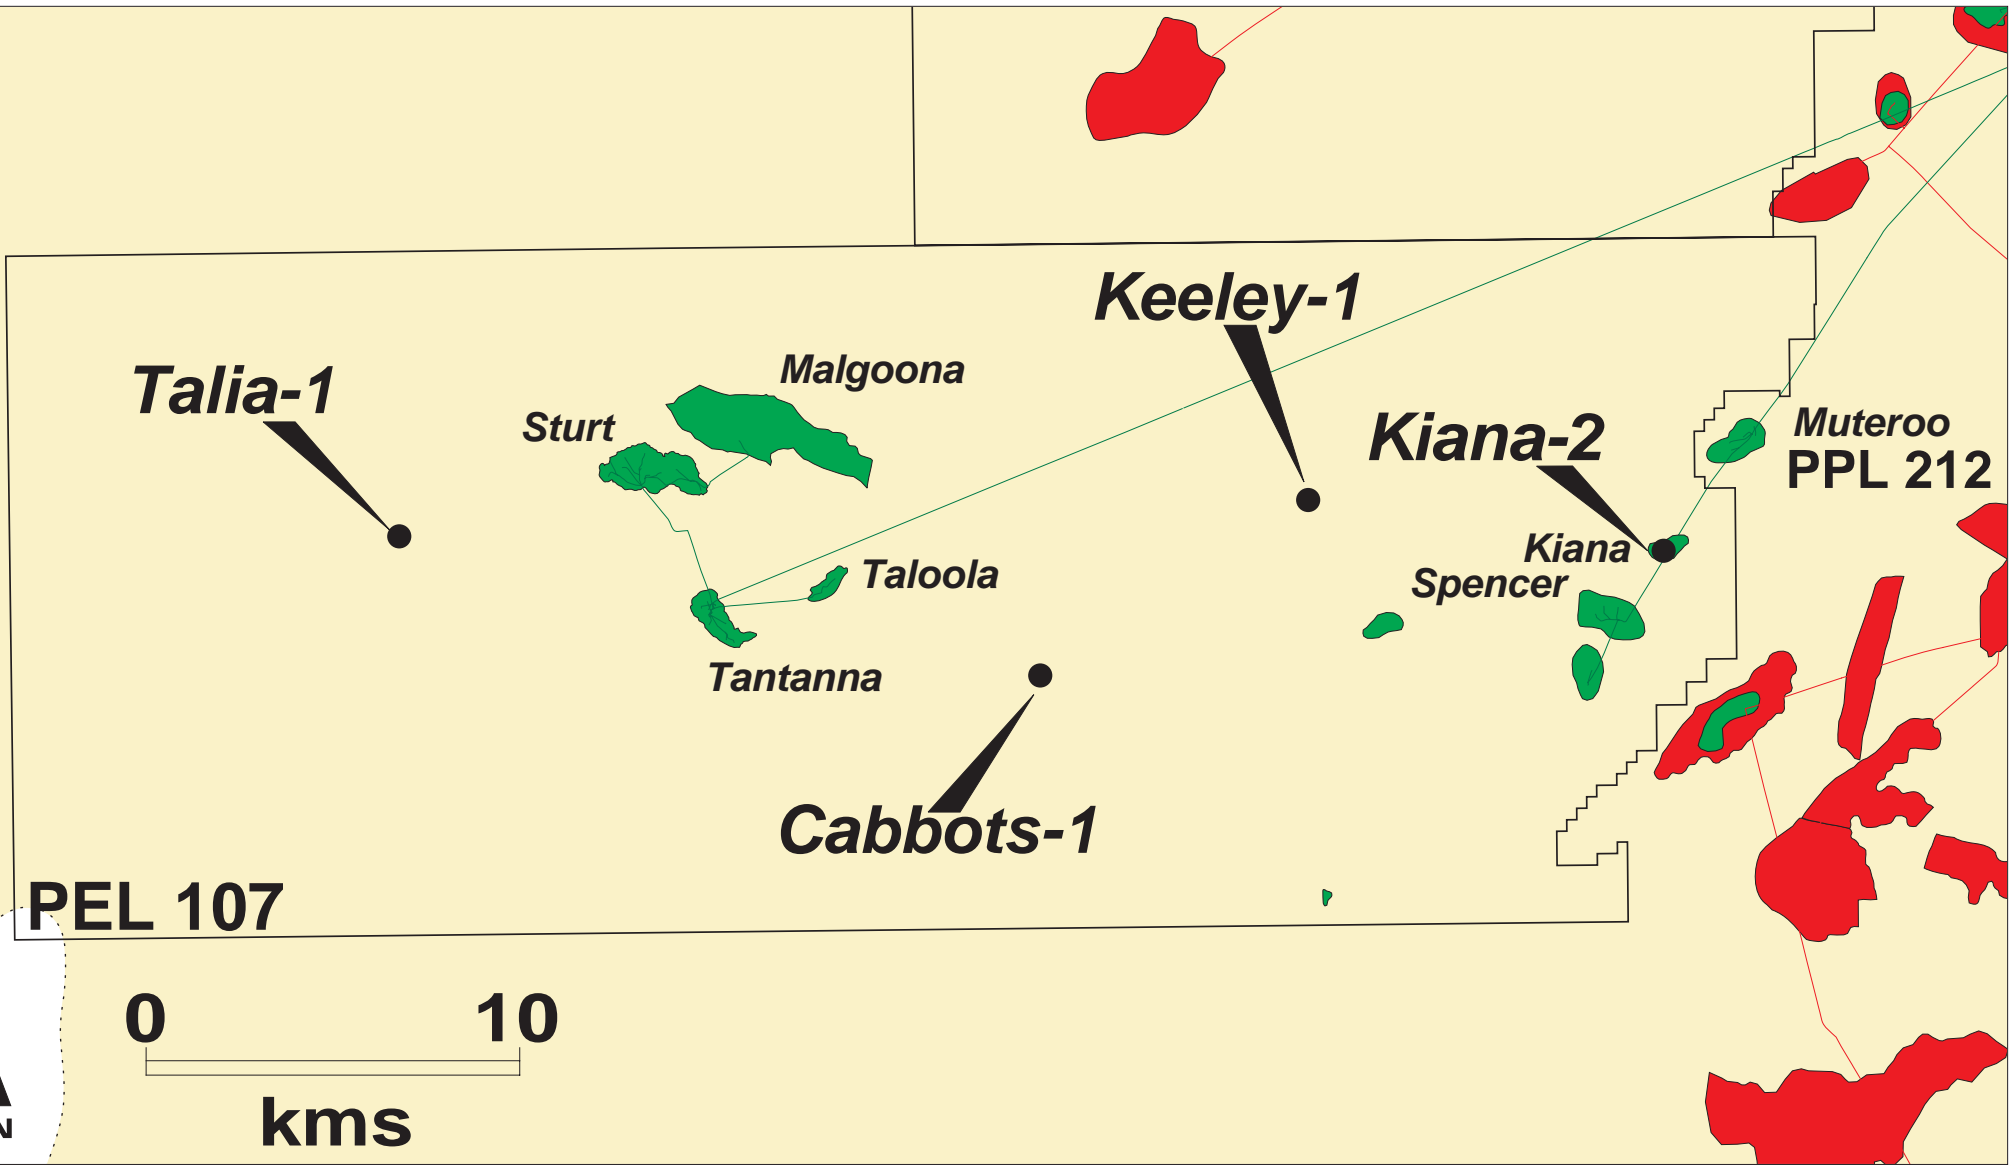 Keeley-1
Talia-1
Malgoona
Sturt
Kiana-2
Muteroo
PPL 212
Kiana
Spencer
Taloola
Tantanna
Cabbots-1
PEL 107
0 10
kms
N